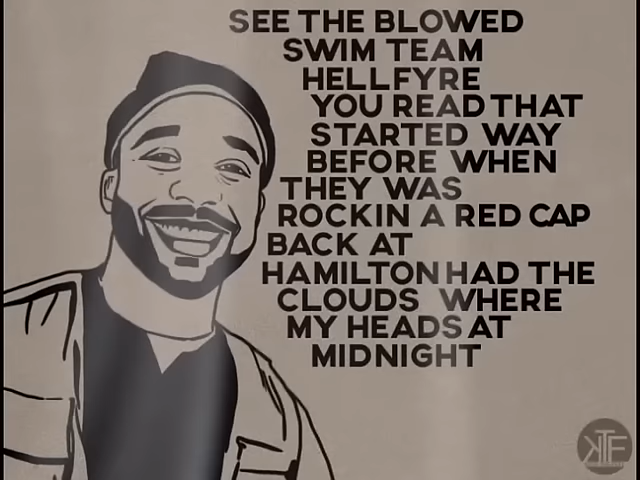 SEE THE BLOWED
SWIM TEAM
HELLFYRE
YOU READ THAT
STARTED WAY
BEFORE WHEN
THEY WAS
ROCKIN A RED CAP
BACK AT
HAMILTON HAD THE
CLOUDS WHERE
MY HEADS AT
MIDNIGHT
KTF